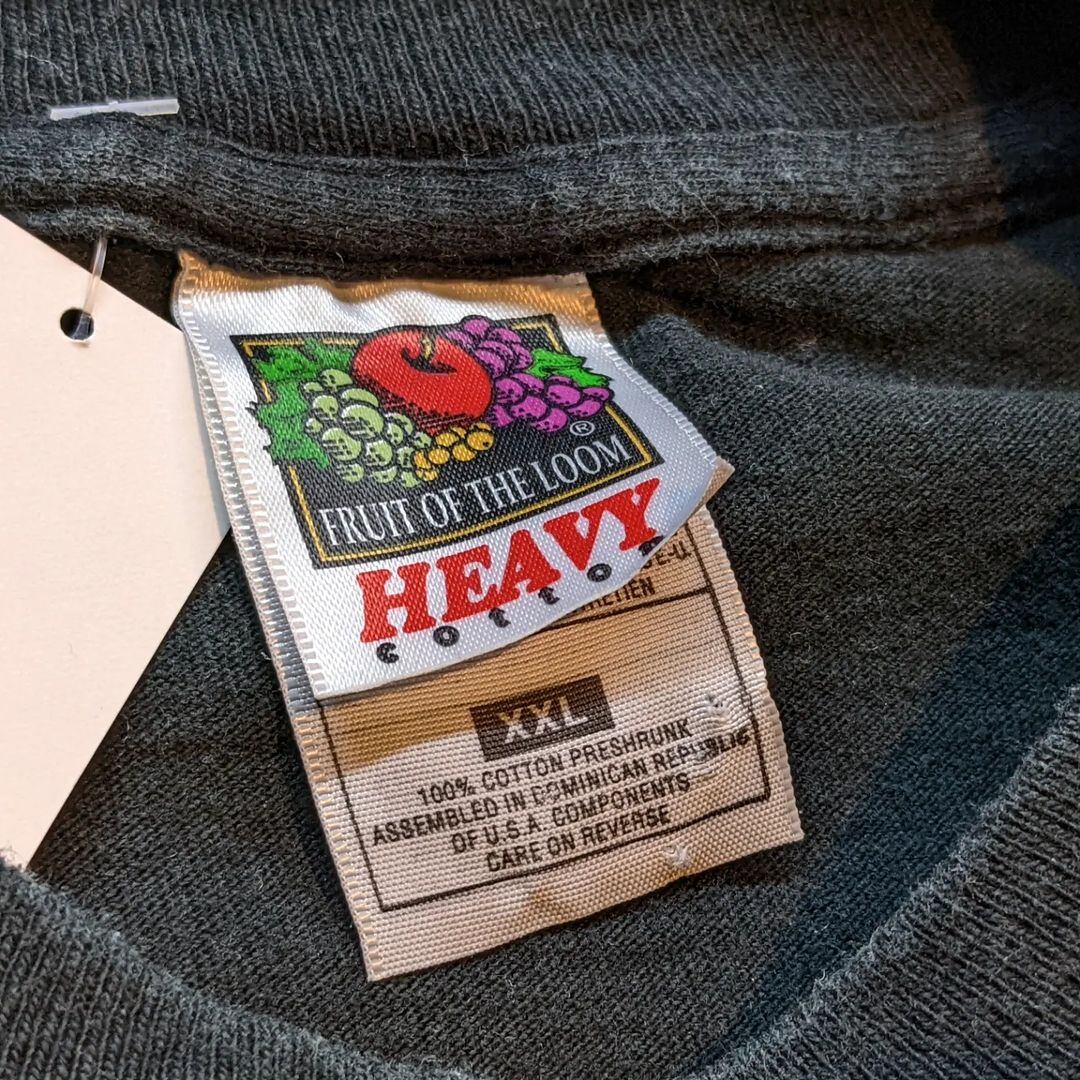 FRUIT OF THE LOOM ®
HEAVY
cotton
XXL
100% COTTON PRESHRUNK
ASSEMBLED IN DOMINICAN REPUBLIC
OF U.S.A. COMPONENTS
CARE ON REVERSE